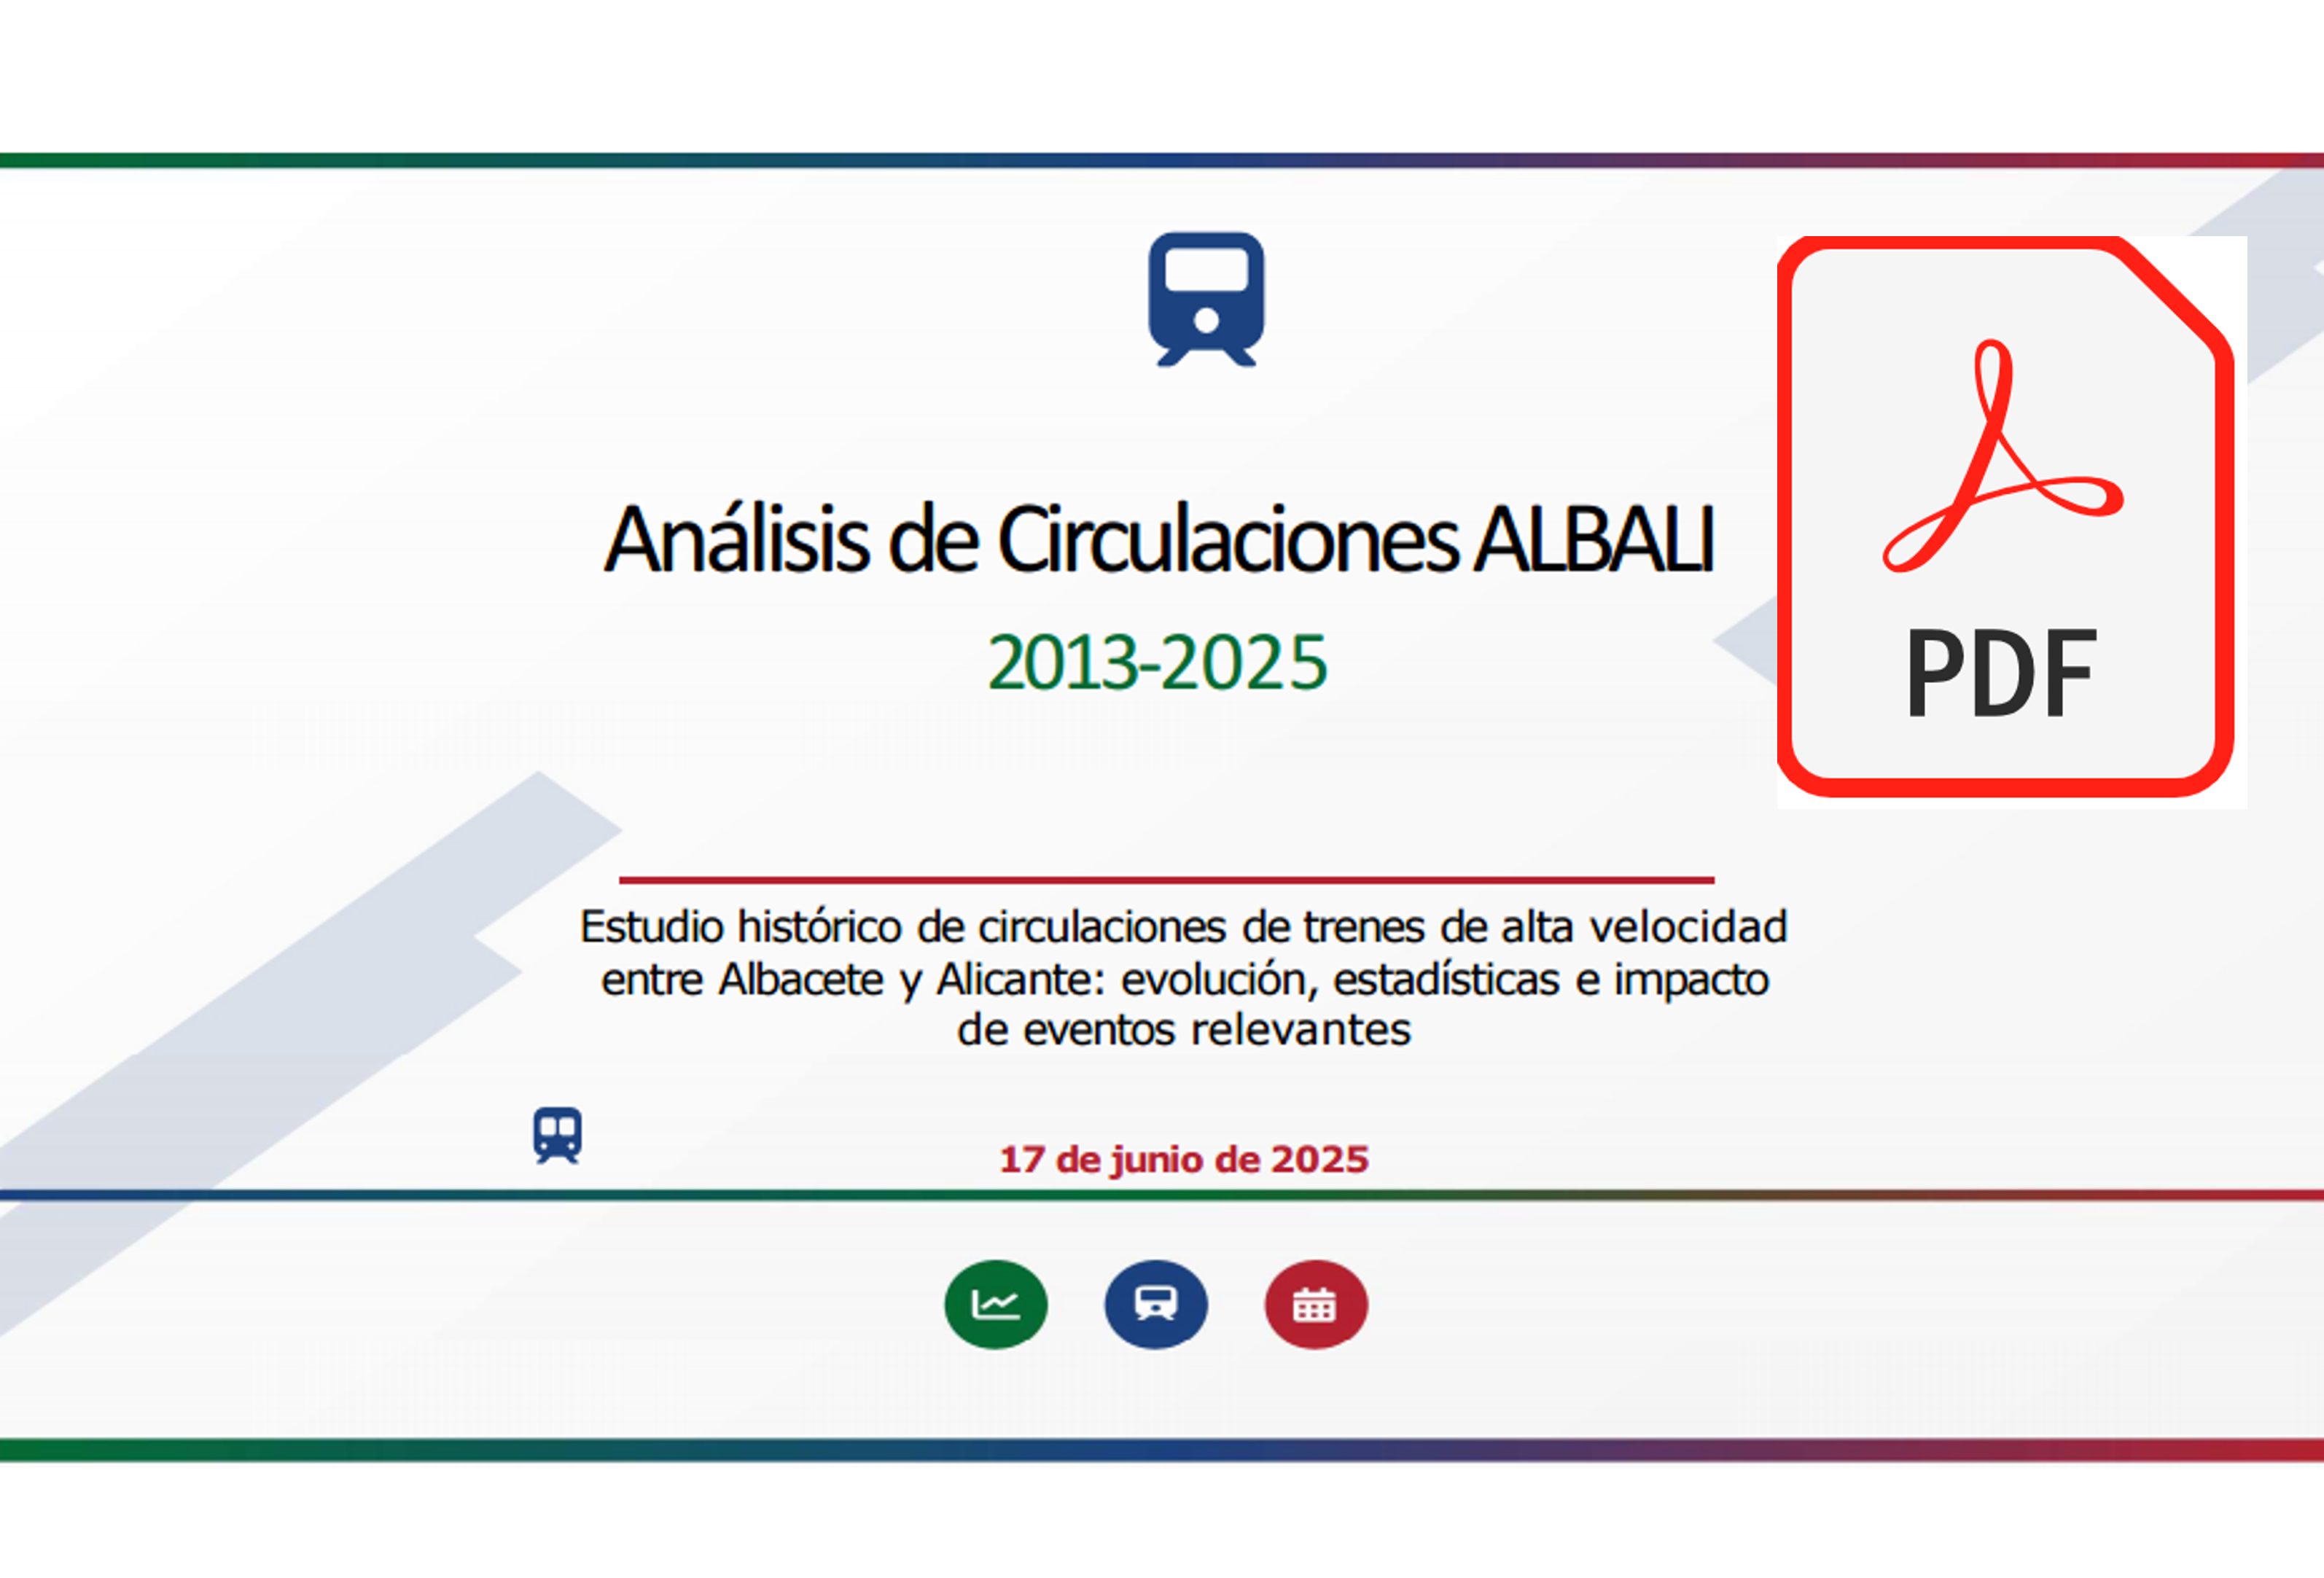 Análisis de Circulaciones ALBALI
2013-2025
PDF
Estudio histórico de circulaciones de trenes de alta velocidad
entre Albacete y Alicante: evolución, estadísticas e impacto
de eventos relevantes
17 de junio de 2025